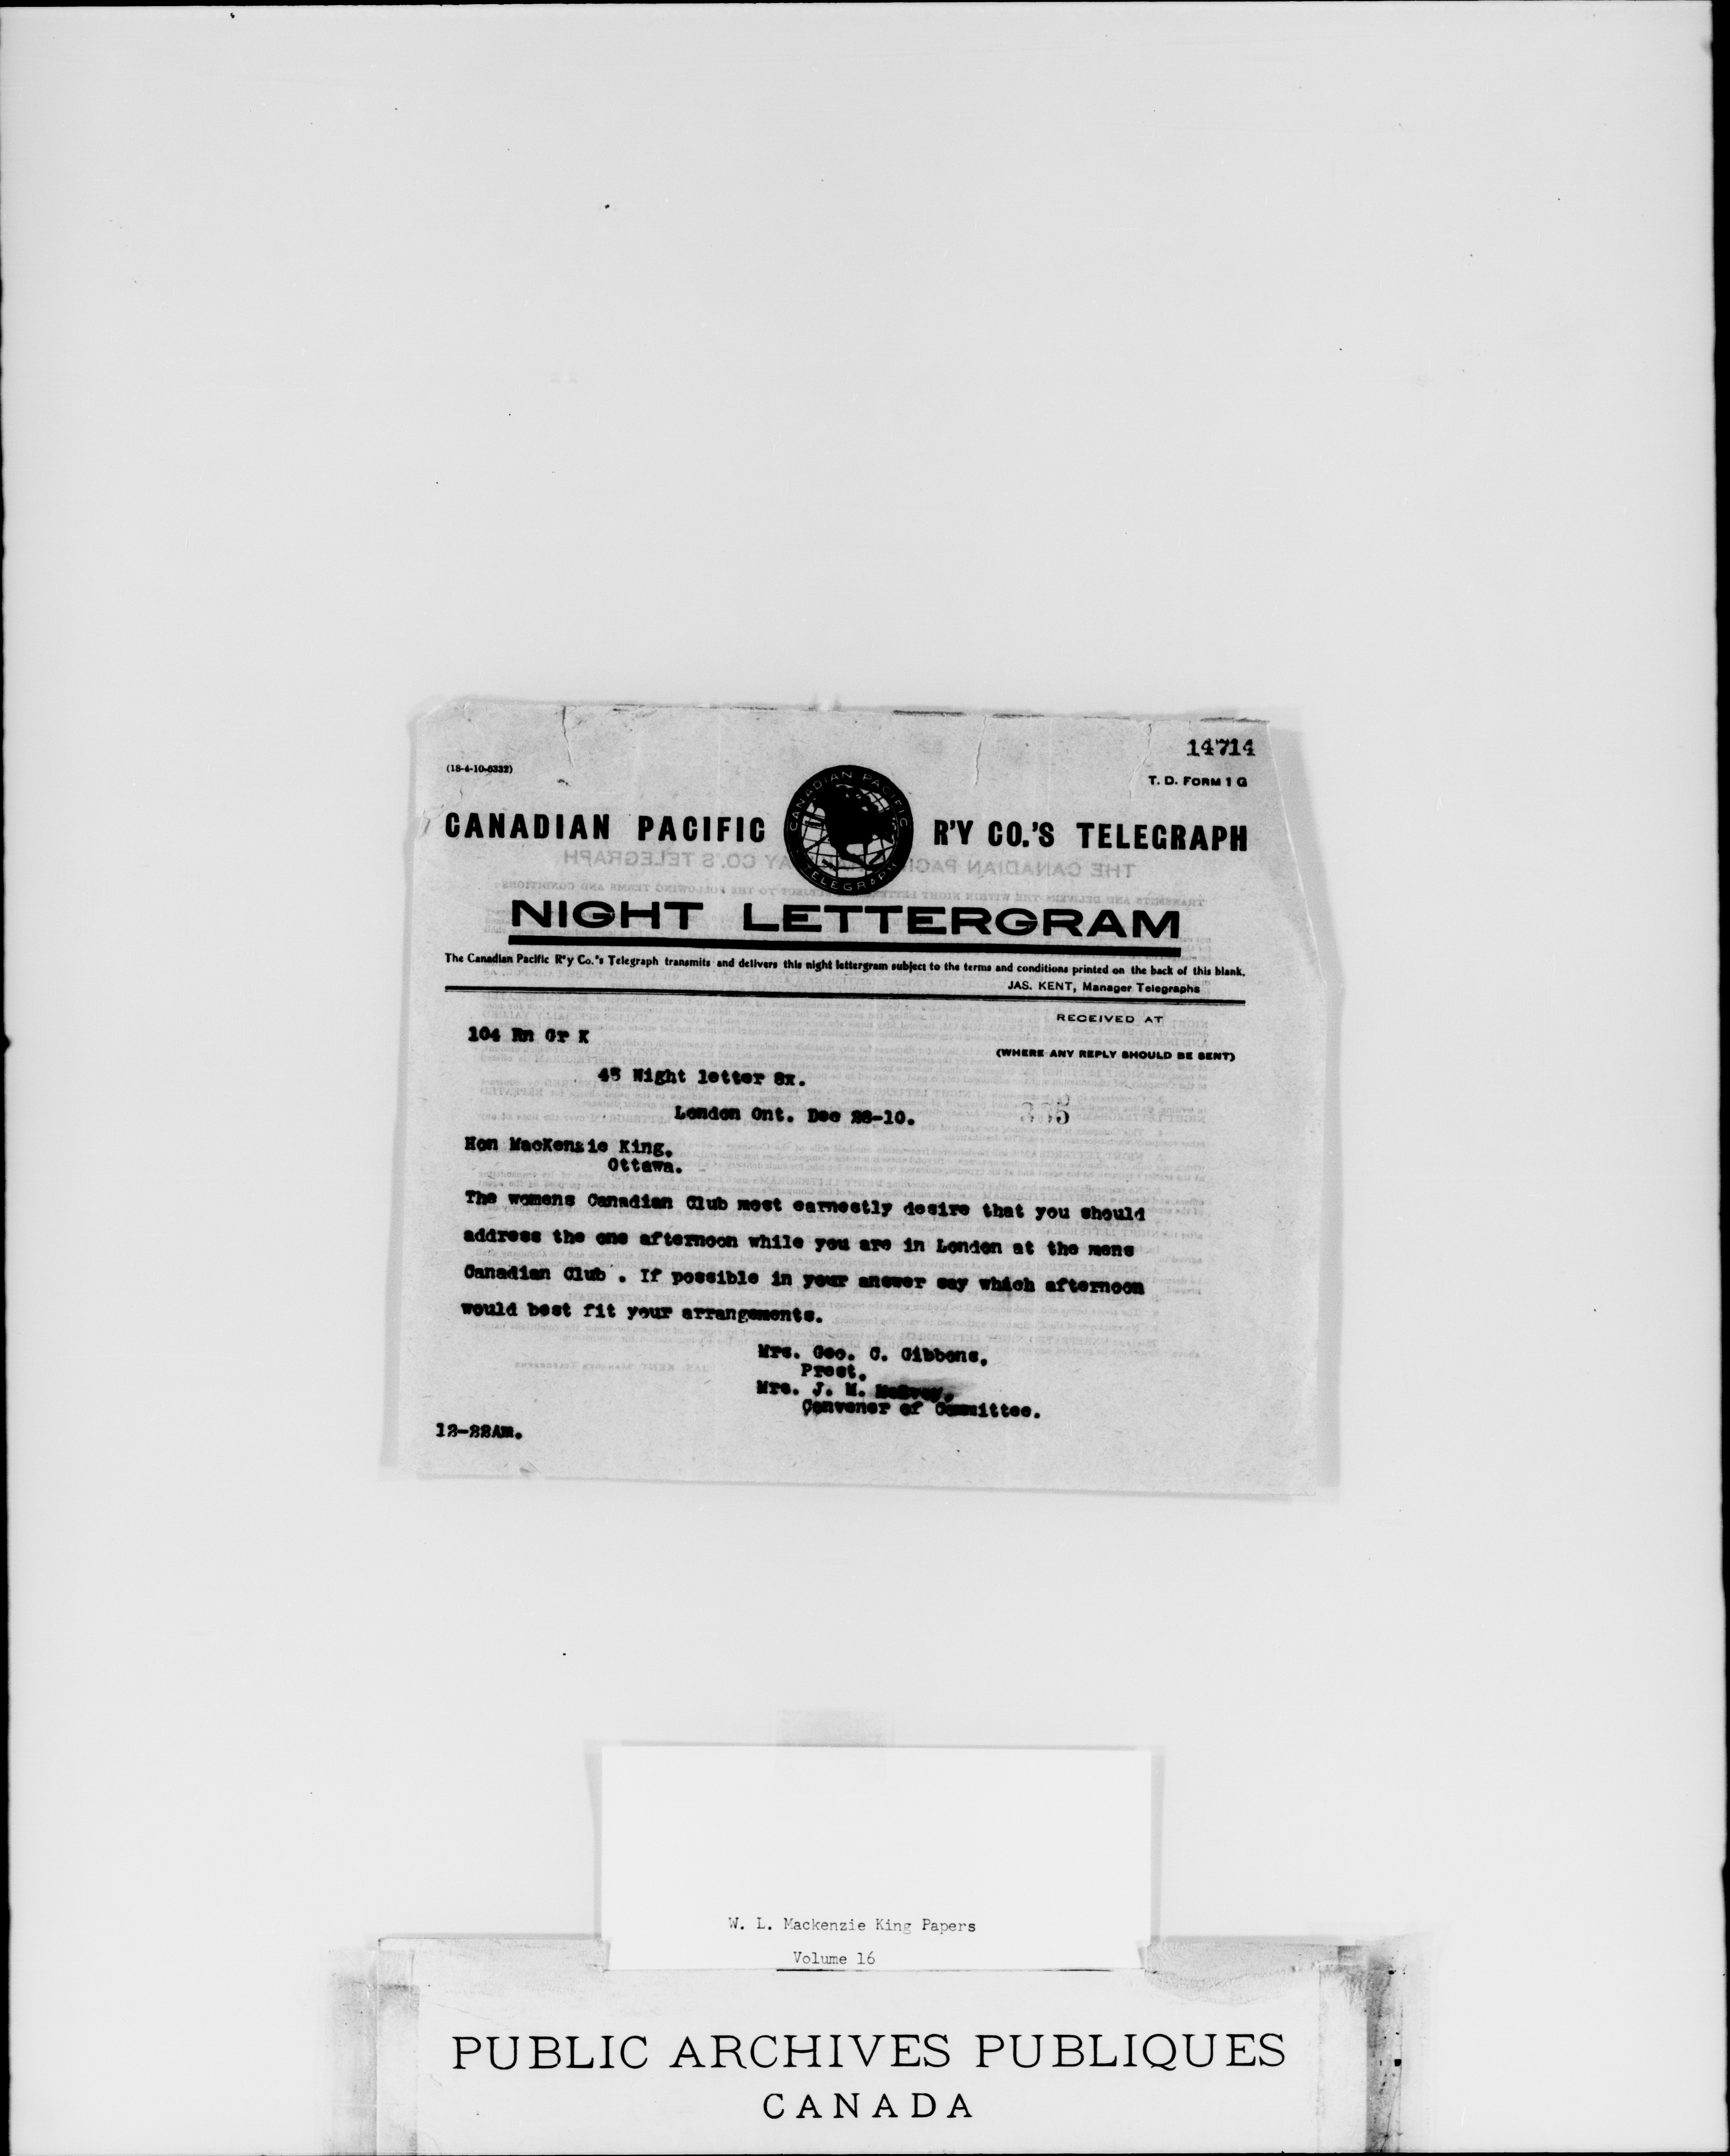 14714
(18-4-10-6332)
T. D. FORM 1 G
CANADIAN PACIFIC R'Y CO.'S TELEGRAPH
CANADIAN PACIFIC TELEGRAPH
NIGHT LETTERGRAM
The Canadian Pacific R'y Co.'s Telegraph transmits and delivers this night lettergram subject to the terms and conditions printed on the back of this blank.
JAS. KENT, Manager Telegraphs
RECEIVED AT
104 Rn Gr K
(WHERE ANY REPLY SHOULD BE SENT)
45 Night letter Sx.
London Ont. Dec 28-10.
Hon MacKenzie King,
Ottawa.
The womens Canadian Club most earnestly desire that you should
address the one afternoon while you are in London at the mens
Canadian Club . If possible in your answer say which afternoon
would best fit your arrangements.
Mrs. Geo. C. Gibbons,
Prest.
Mrs. J. M.
Convener of Committee.
12-22Am.
W. L. Mackenzie King Papers
Volume 16
PUBLIC ARCHIVES PUBLIQUES
CANADA